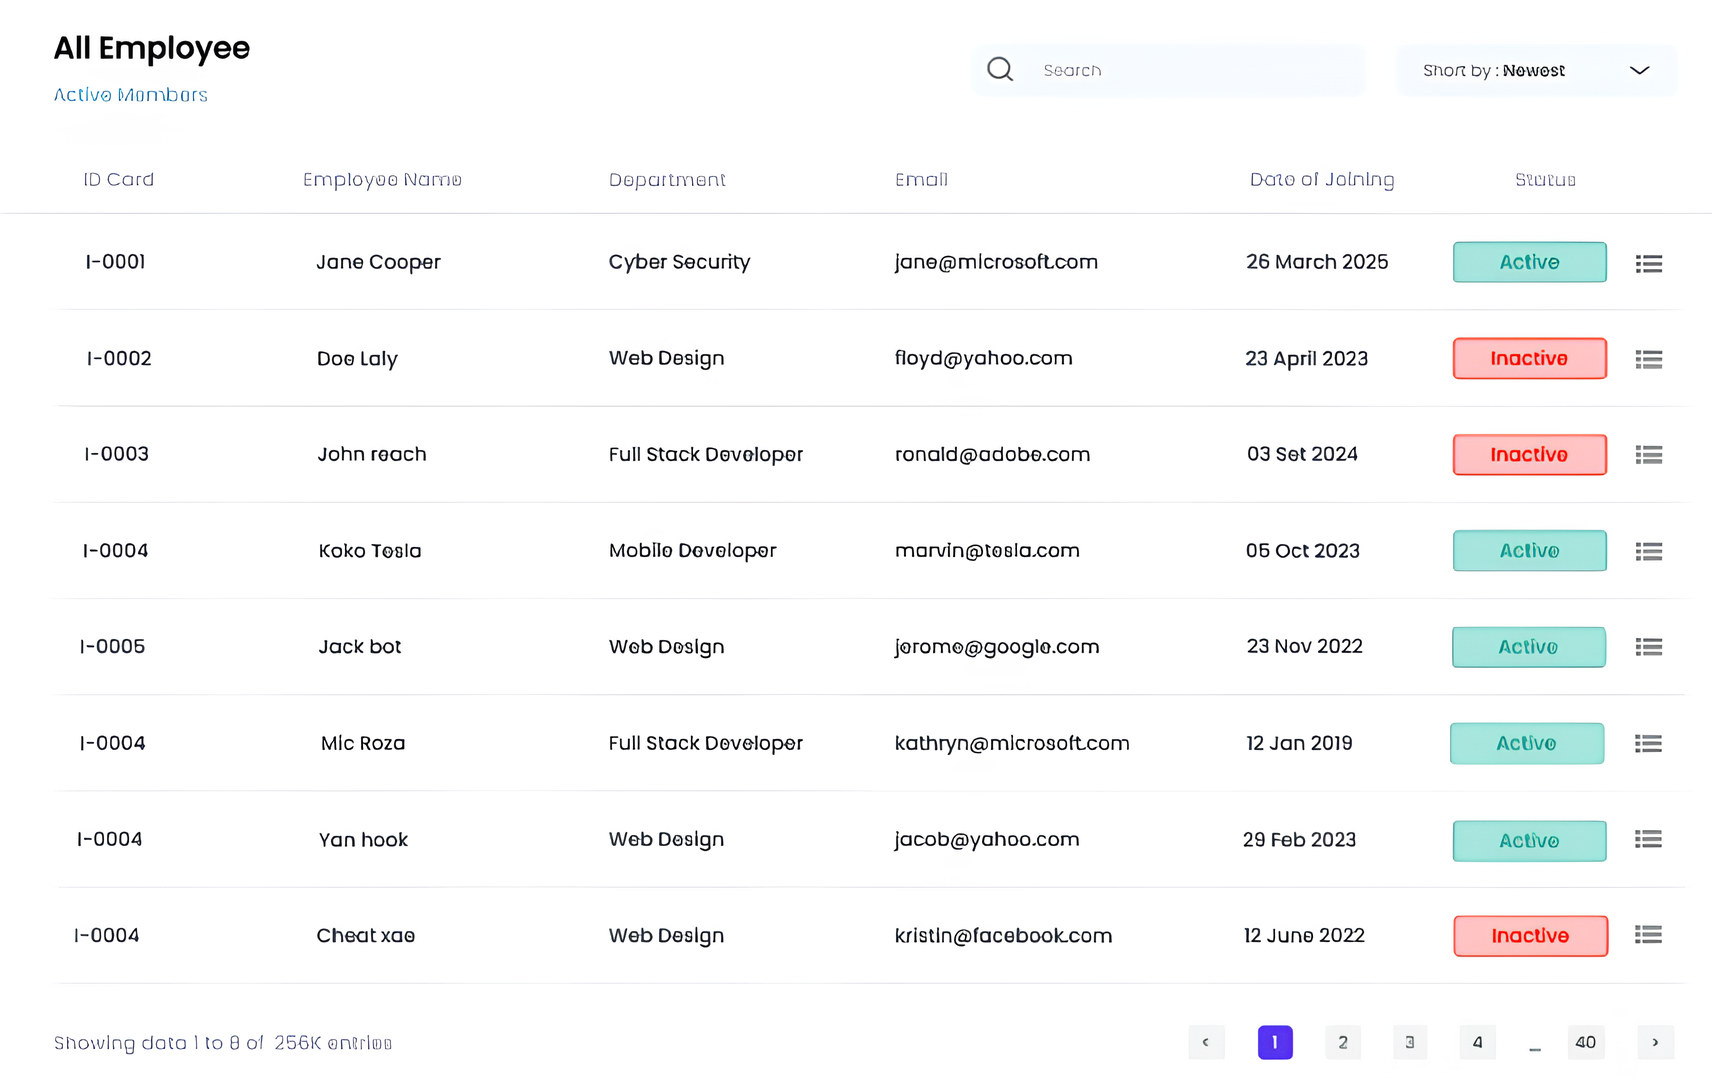 All Employee
Active Members
Search
Short by : Newest
ID Card Employee Name Department Email Date of Joining Status
I-0001 Jane Cooper Cyber Security jane@microsoft.com 26 March 2025 Active
I-0002 Doe Laly Web Design floyd@yahoo.com 23 April 2023 Inactive
I-0003 John reach Full Stack Developer ronald@adobe.com 03 Set 2024 Inactive
I-0004 Koko Tesla Mobile Developer marvin@tesla.com 05 Oct 2023 Active
I-0005 Jack bot Web Design jerome@google.com 23 Nov 2022 Active
I-0004 Mic Roza Full Stack Developer kathryn@microsoft.com 12 Jan 2019 Active
I-0004 Yan hook Web Design jacob@yahoo.com 29 Feb 2023 Active
I-0004 Cheat xae Web Design kristin@facebook.com 12 June 2022 Inactive
Showing data 1 to 8 of 256K entries
‹ 1 2 3 4 ... 40 ›